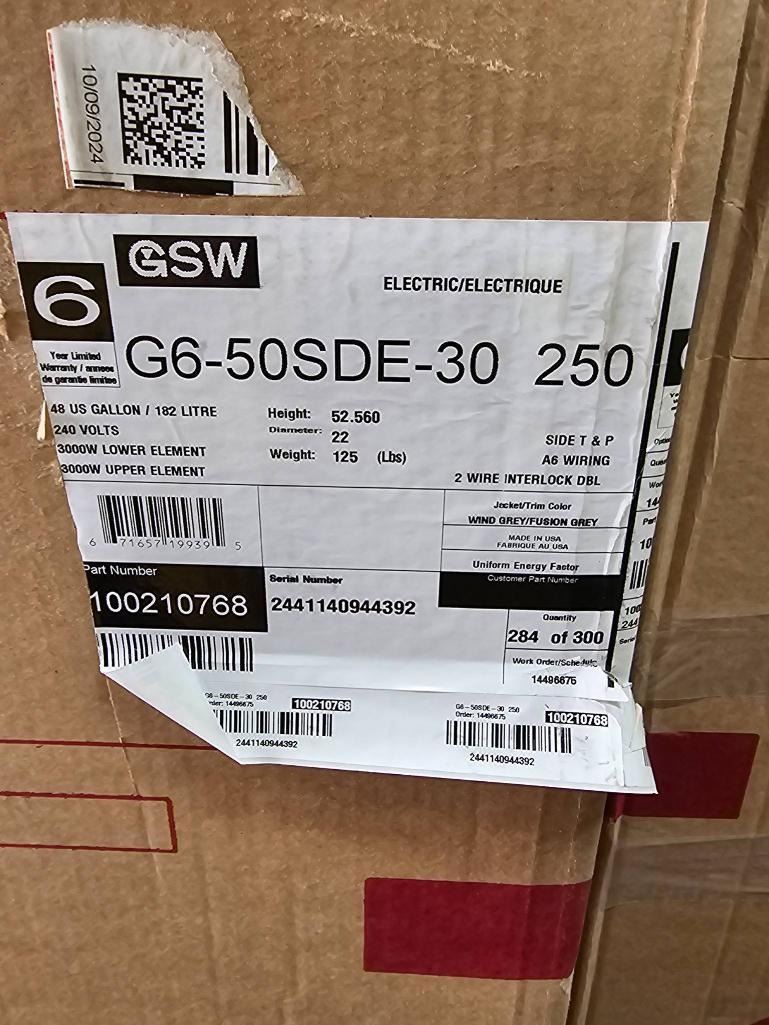 10/09/2024
GSW
ELECTRIC/ELECTRIQUE
6
Year Limited
Warranty / annees
de garantie limitee
G6-50SDE-30 250
48 US GALLON / 182 LITRE
240 VOLTS
3000W LOWER ELEMENT
3000W UPPER ELEMENT
Height: 52.560
Diameter: 22
Weight: 125 (Lbs)
SIDE T & P
A6 WIRING
2 WIRE INTERLOCK DBL
6 71657 19939 5
Jacket/Trim Color
WIND GREY/FUSION GREY
MADE IN USA
FABRIQUE AU USA
Uniform Energy Factor
Customer Part Number
Part Number
100210768
Serial Number
2441140944392
Quantity
284 of 300
Work Order/Schedule
14496675
G6-50SDE-30 250
rder: 14496675
100210768
2441140944392
G6-50SDE-30 250
Order: 14496675
100210768
2441140944392